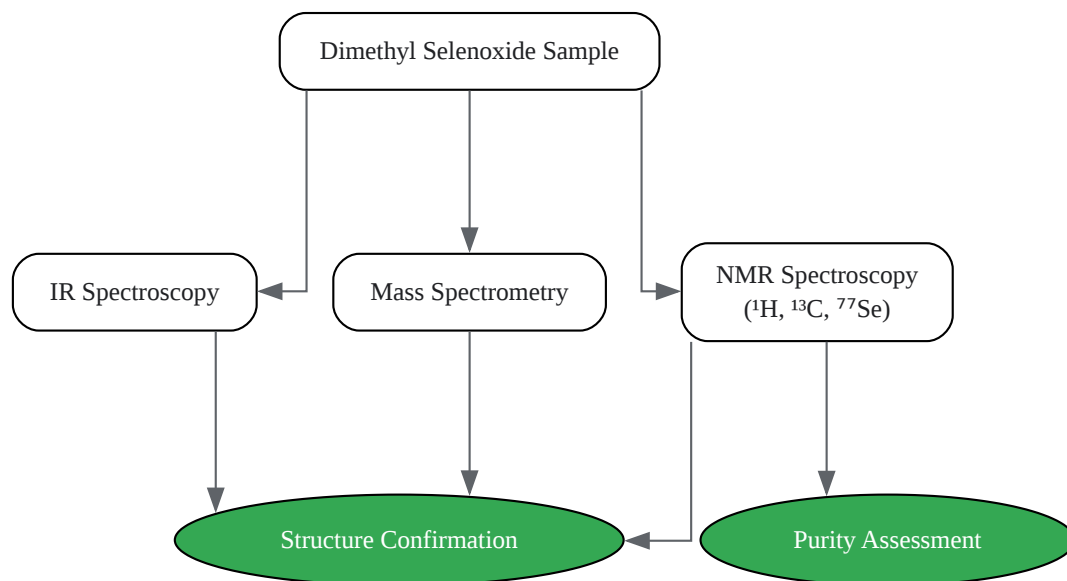 Dimethyl Selenoxide Sample
IR Spectroscopy
Mass Spectrometry
NMR Spectroscopy
(¹H, ¹³C, ⁷⁷Se)
Structure Confirmation
Purity Assessment